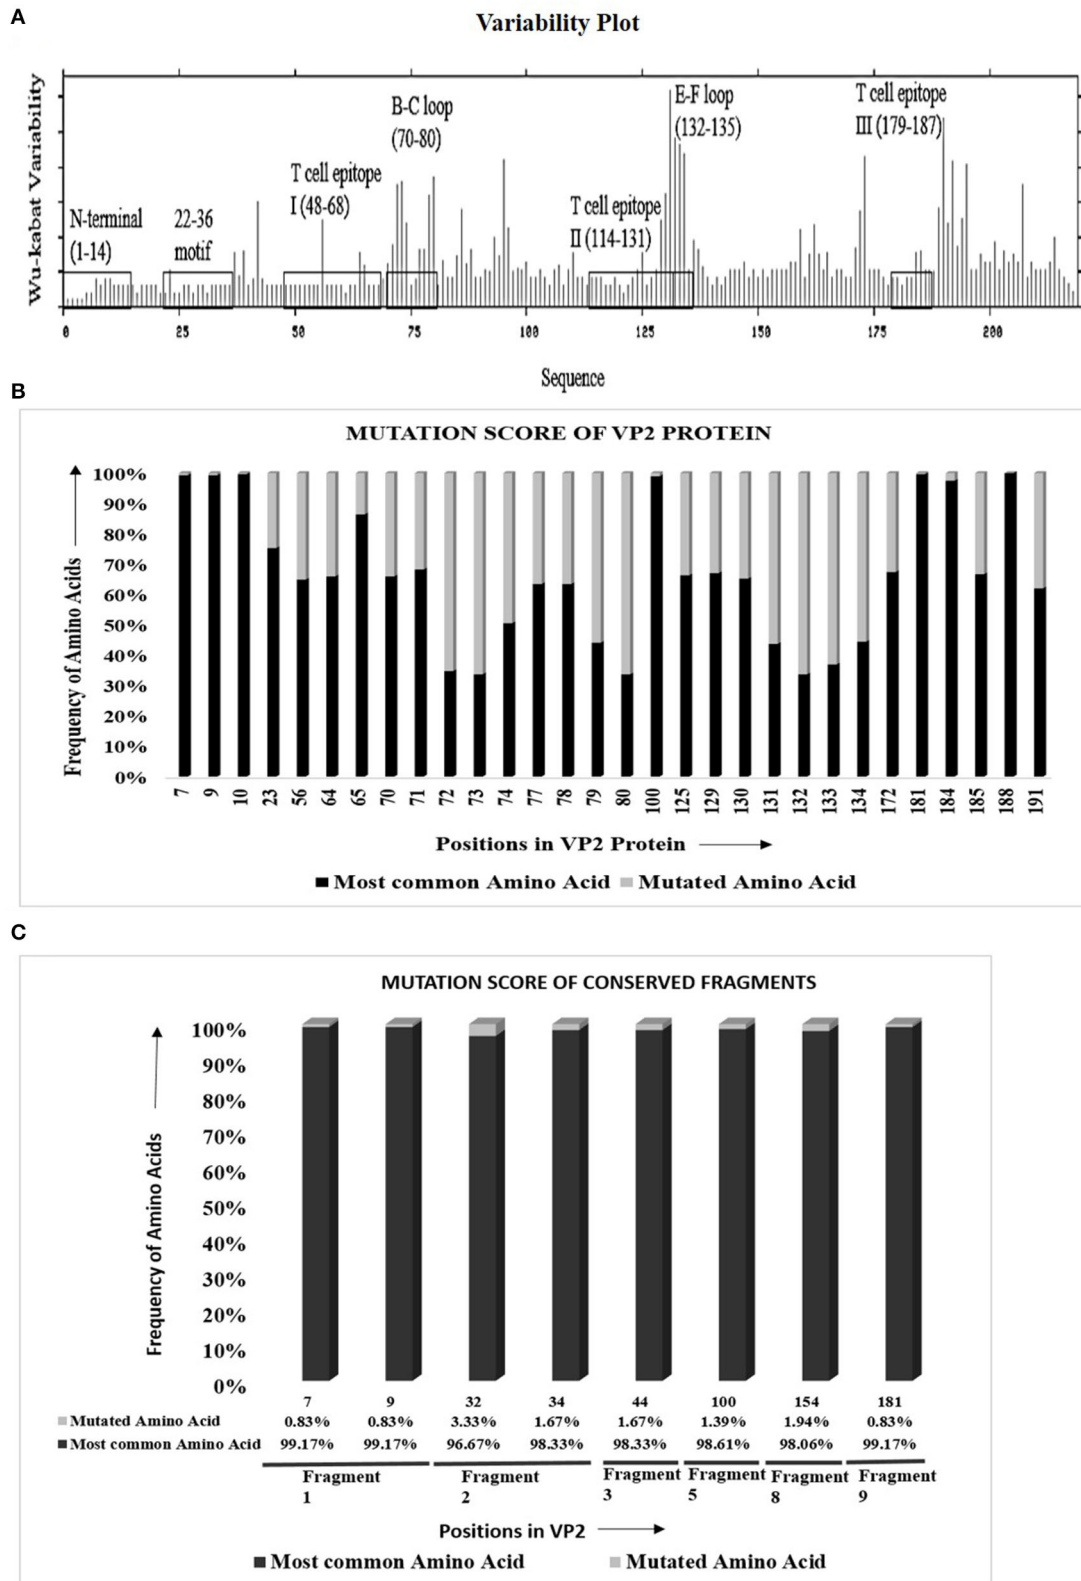 A
Variability Plot
Wu-kabat Variability
N-terminal
(1-14)
22-36
motif
T cell epitope
I (48-68)
B-C loop
(70-80)
T cell epitope
II (114-131)
E-F loop
(132-135)
T cell epitope
III (179-187)
0 25 50 75 100 125 150 175 200
Sequence
B
MUTATION SCORE OF VP2 PROTEIN
Frequency of Amino Acids
100%
90%
80%
70%
60%
50%
40%
30%
20%
10%
0%
7 9 10 23 56 64 65 70 71 72 73 74 77 78 79 80 100 125 129 130 131 132 133 134 172 181 184 185 188 191
Positions in VP2 Protein
Most common Amino Acid Mutated Amino Acid
C
MUTATION SCORE OF CONSERVED FRAGMENTS
Frequency of Amino Acids
100%
90%
80%
70%
60%
50%
40%
30%
20%
10%
0%
7 9 32 34 44 100 154 181
Mutated Amino Acid 0.83% 0.83% 3.33% 1.67% 1.67% 1.39% 1.94% 0.83%
Most common Amino Acid 99.17% 99.17% 96.67% 98.33% 98.33% 98.61% 98.06% 99.17%
Fragment Fragment Fragment Fragment Fragment Fragment
1 2 3 5 8 9
Positions in VP2
Most common Amino Acid Mutated Amino Acid